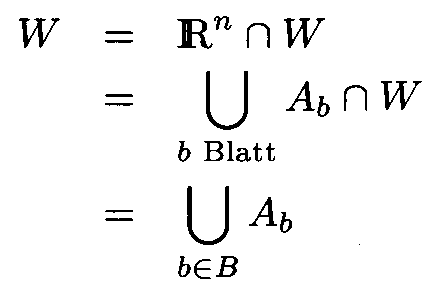 W = ℝⁿ ∩ W
= ⋃ A_b ∩ W
b Blatt
= ⋃ A_b
b∈B